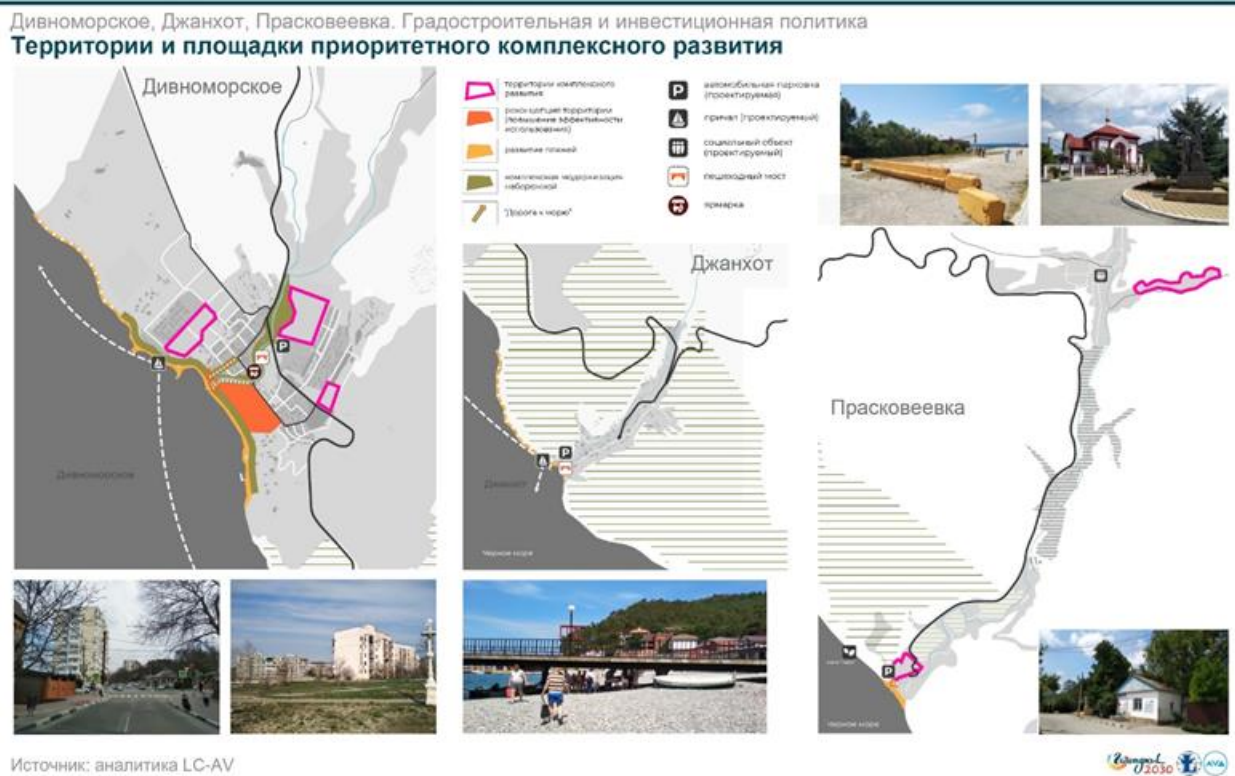 Дивноморское, Джанхот, Прасковеевка. Градостроительная и инвестиционная политика
Территории и площадки приоритетного комплексного развития
Дивноморское
территории комплексного
развития
территории
(повышение эффективности
использования)
развитие пляжей
комплексная модернизация
набережной
"Дорога к морю"
P автомобильная парковка
(проектируемая)
причал (проектируемый)
социальный объект
(проектируемый)
пешеходный мост
ярмарка
Джанхот
Прасковеевка
P
Дивноморское
P
Джанхот
Черное море
P
Черное море
Источник: аналитика LC-AV
2030